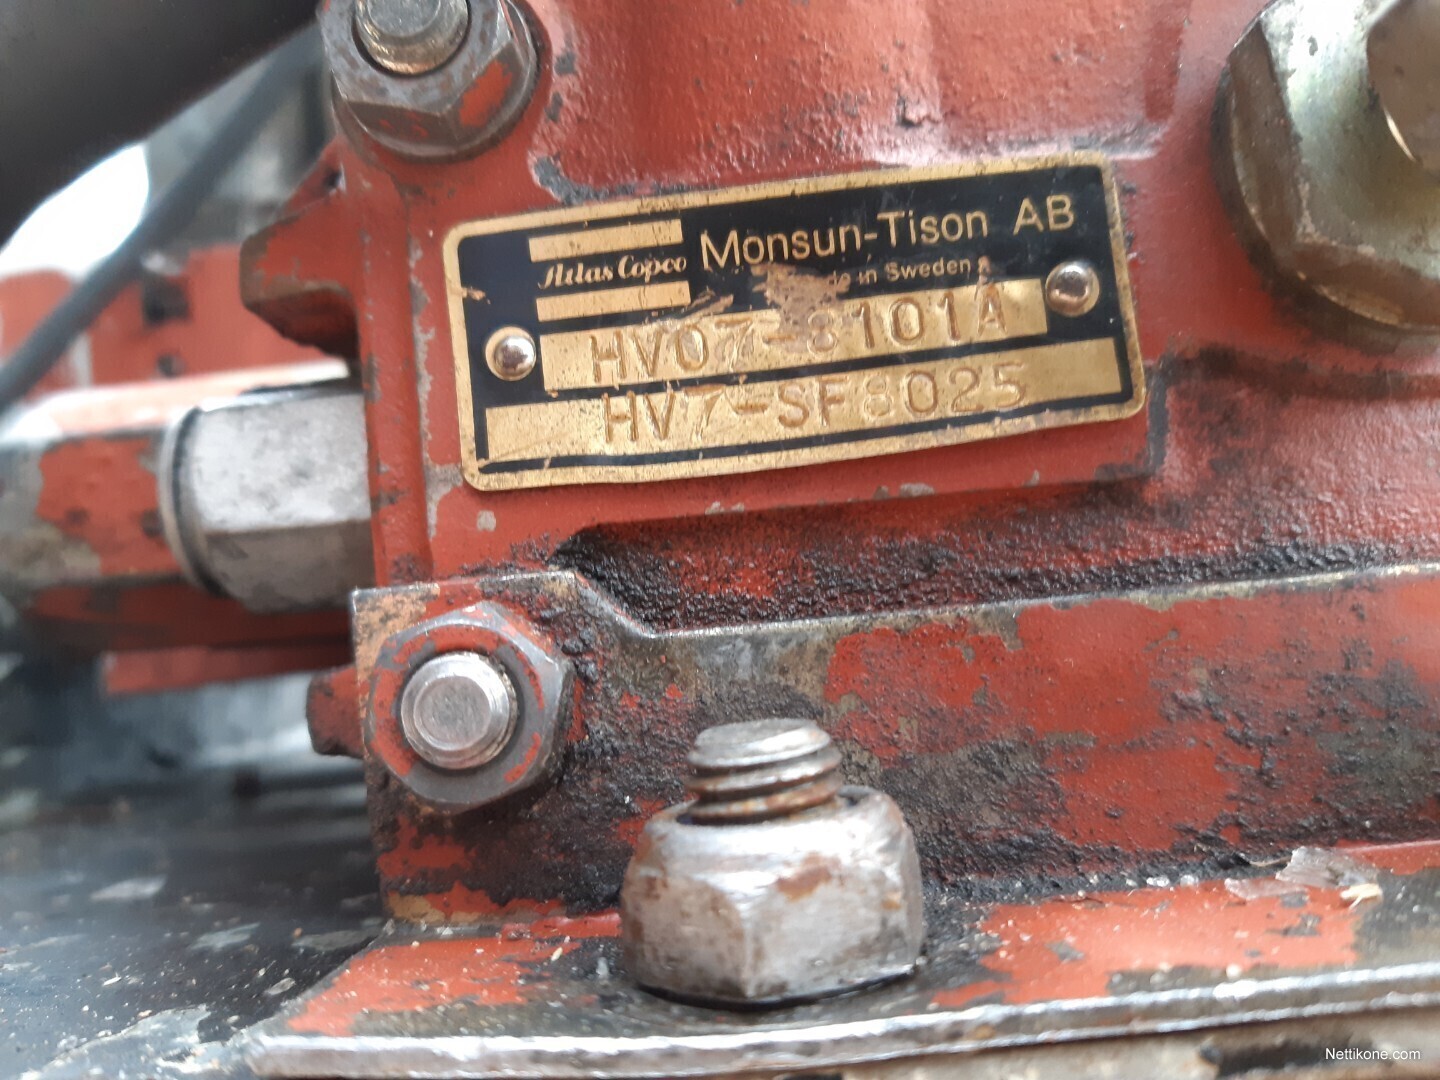 Atlas Copco
Monsun-Tison AB
in Sweden
HV07-8101A
HV7-SF8025
Nettikone.com